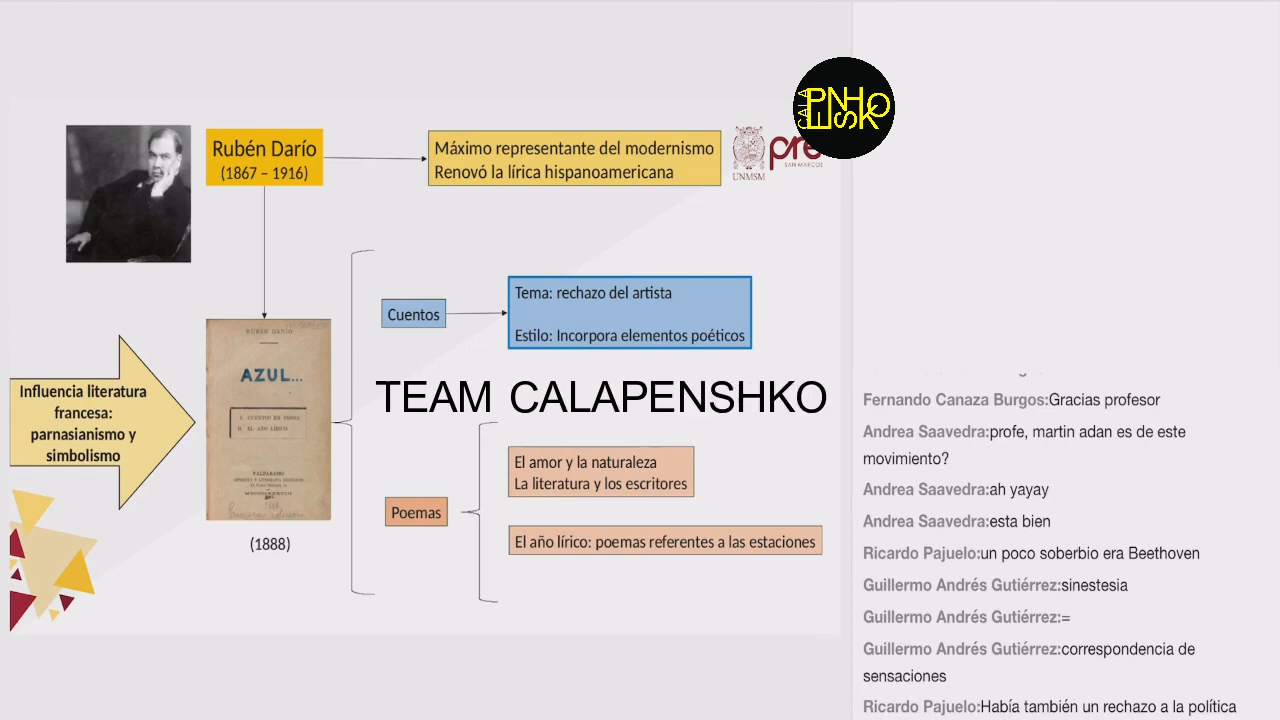 Rubén Darío
(1867 – 1916)
Máximo representante del modernismo
Renovó la lírica hispanoamericana
UNMSM
pre
SAN MARCOS
CALA
PENSHKO
Cuentos
Tema: rechazo del artista
Estilo: Incorpora elementos poéticos
Influencia literatura
francesa:
parnasianismo y
simbolismo
RUBÉN DARÍO
AZUL...
I. CUENTOS EN PROSA
II. EL AÑO LÍRICO
VALPARAISO
(1888)
TEAM CALAPENSHKO
Poemas
El amor y la naturaleza
La literatura y los escritores
El año lírico: poemas referentes a las estaciones
Fernando Canaza Burgos:Gracias profesor
Andrea Saavedra:profe, martin adan es de este
movimiento?
Andrea Saavedra:ah yayay
Andrea Saavedra:esta bien
Ricardo Pajuelo:un poco soberbio era Beethoven
Guillermo Andrés Gutiérrez:sinestesia
Guillermo Andrés Gutiérrez:=
Guillermo Andrés Gutiérrez:correspondencia de
sensaciones
Ricardo Pajuelo:Había también un rechazo a la política